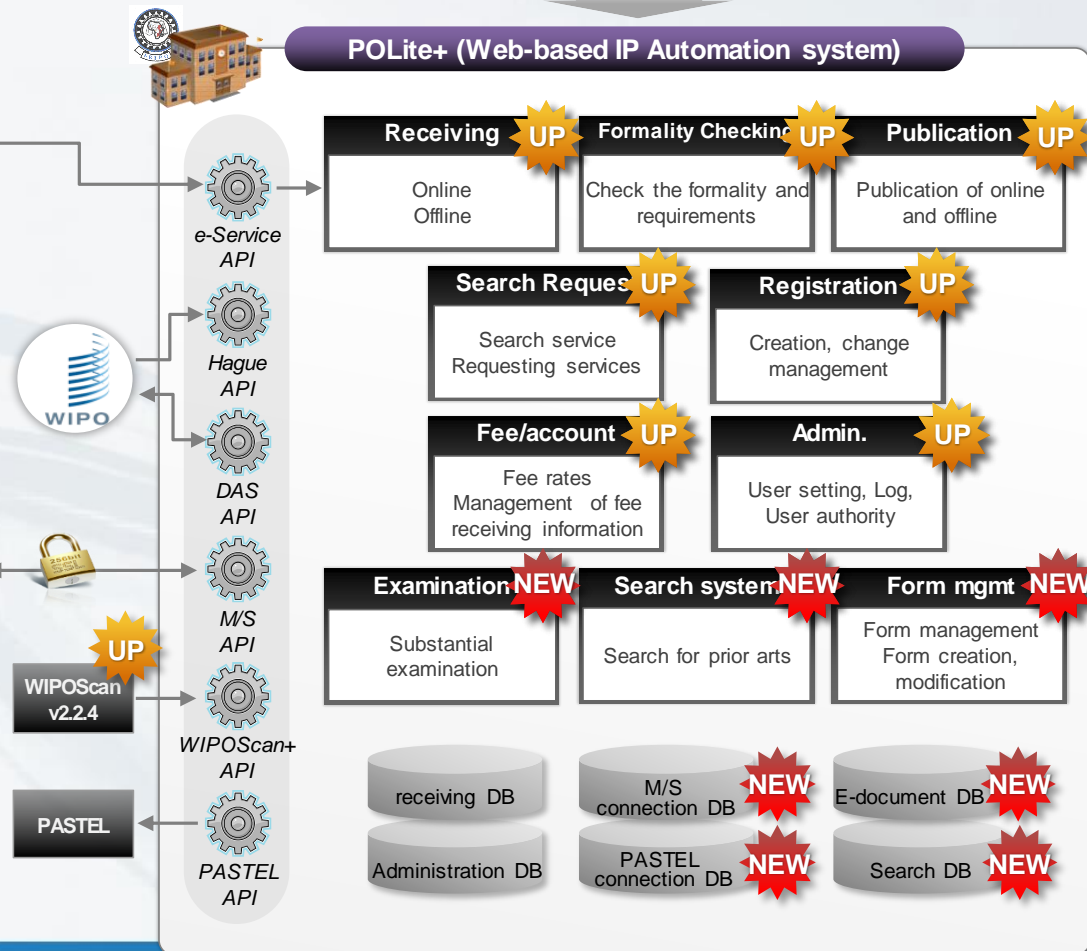 POLite+ (Web-based IP Automation system)
Receiving
UP
Online
Offline
Formality Checking
UP
Check the formality and
requirements
Publication
UP
Publication of online
and offline
Search Reques
UP
Search service
Requesting services
Registration
UP
Creation, change
management
Fee/account
UP
Fee rates
Management of fee
receiving information
Admin.
UP
User setting, Log,
User authority
Examination
NEW
Substantial
examination
Search system
NEW
Search for prior arts
Form mgmt
NEW
Form management
Form creation,
modification
receiving DB
M/S
connection DB
NEW
E-document DB
NEW
Administration DB
PASTEL
connection DB
NEW
Search DB
NEW
e-Service
API
Hague
API
DAS
API
M/S
API
WIPOScan+
API
PASTEL
API
WIPO
256bit
SSL
UP
WIPOScan
v2.2.4
PASTEL